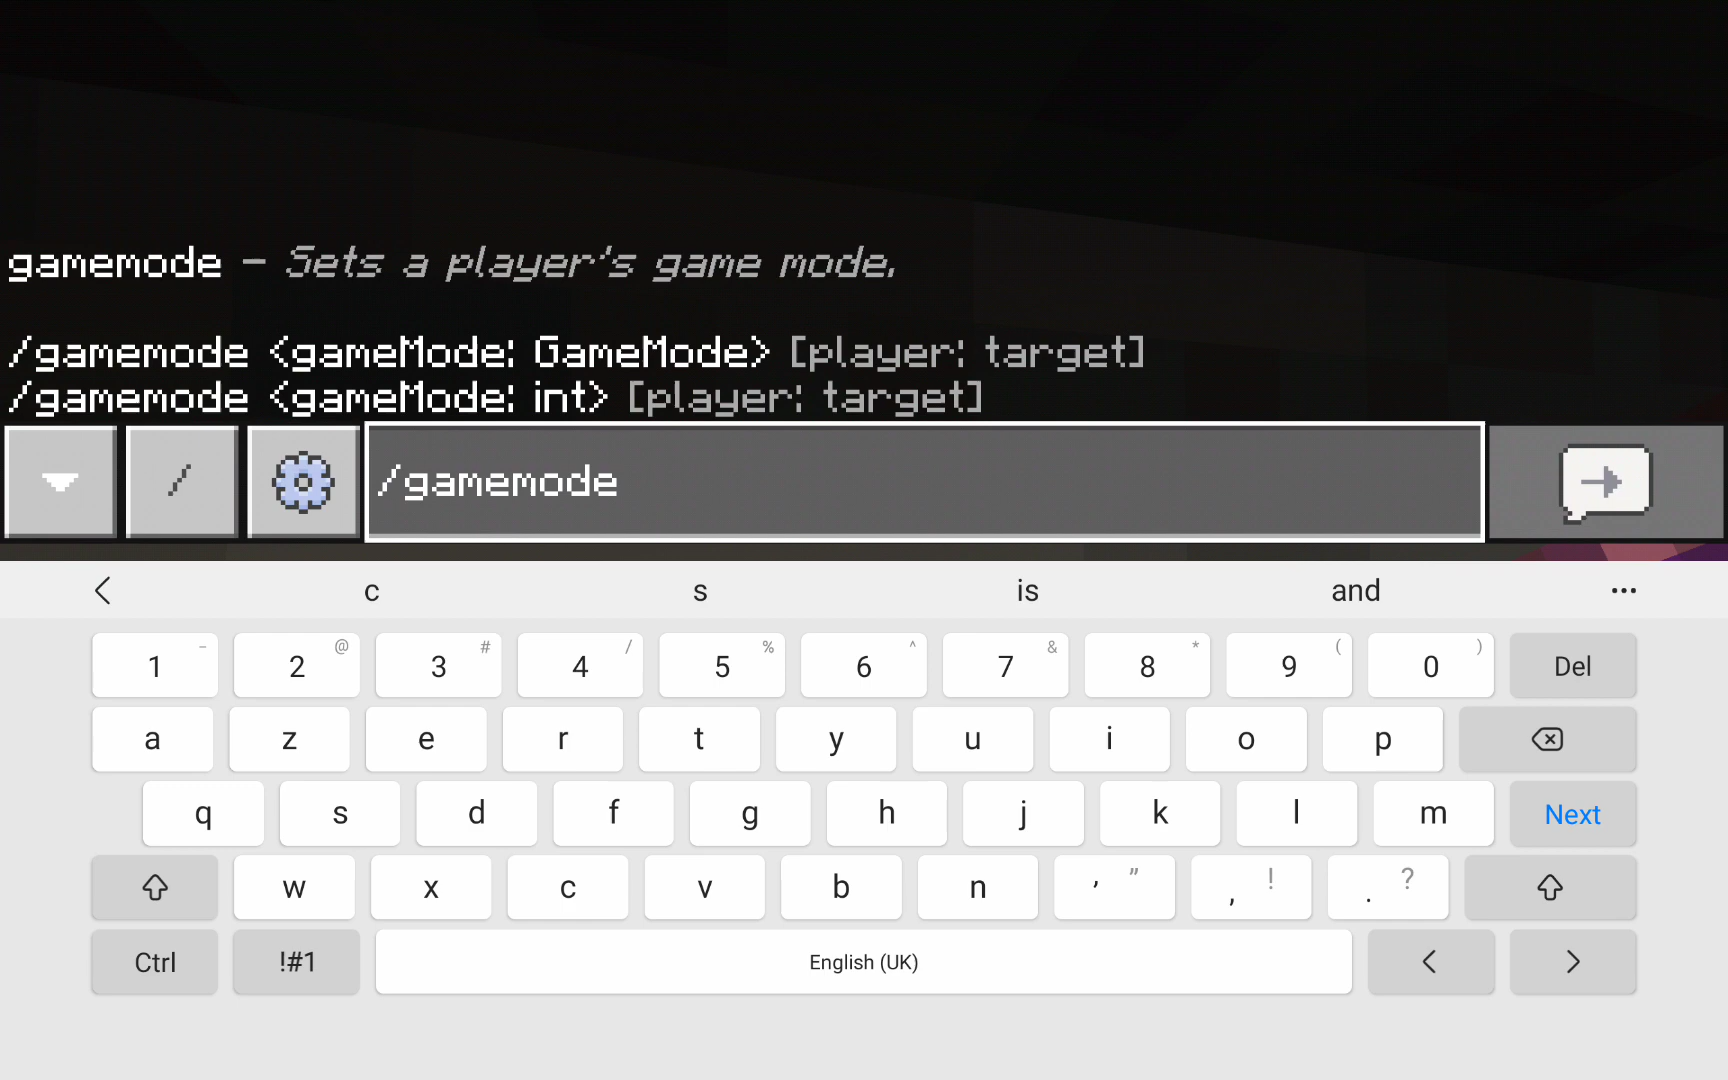 gamemode - Sets a player's game mode.
/gamemode <gameMode: GameMode> [player: target]
/gamemode <gameMode: int> [player: target]
/
/gamemode
c s is and ...
1 - 2 @ 3 # 4 / 5 % 6 ^ 7 & 8 * 9 ( 0 ) Del
a z e r t y u i o p
q s d f g h j k l m Next
w x c v b n ' " , ! . ?
Ctrl !#1 English (UK) < >